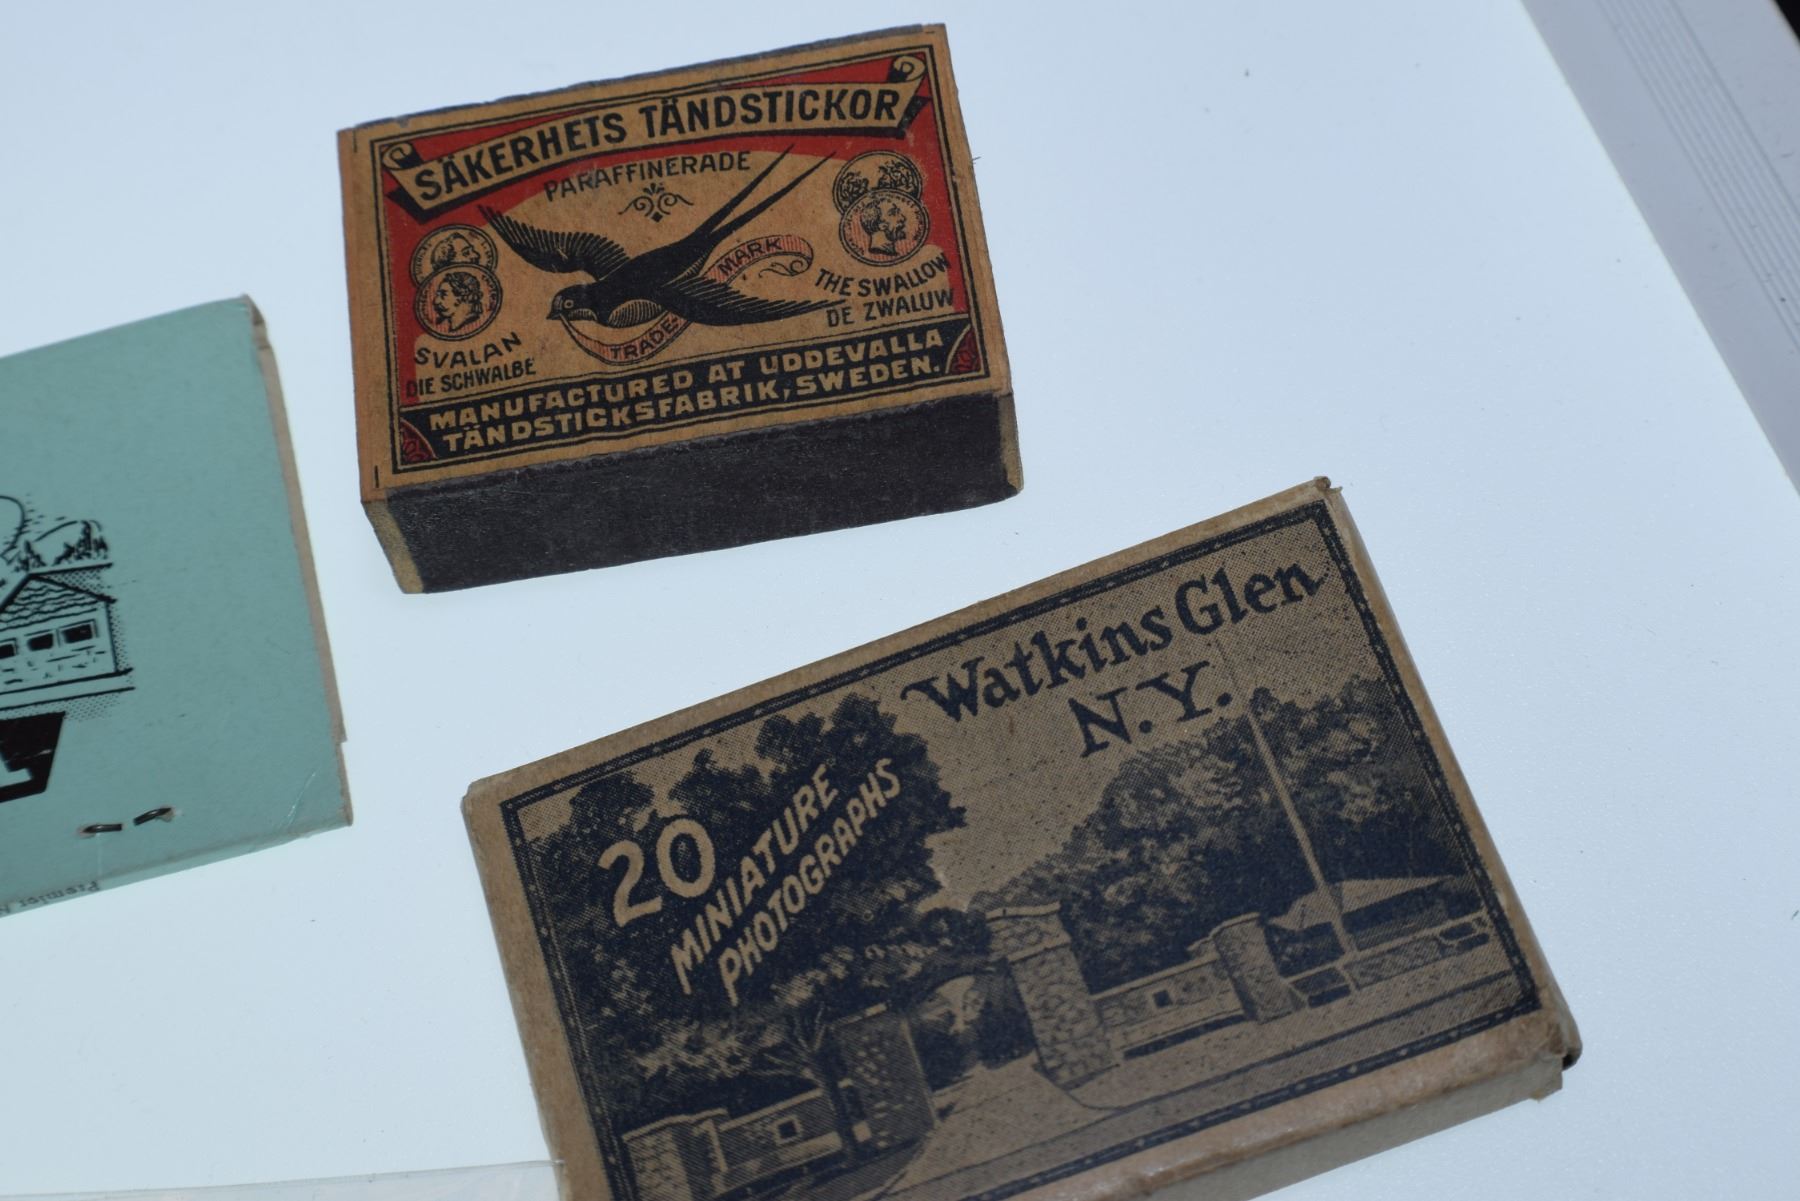 SÄKERHETS TÄNDSTICKOR
PARAFFINERADE
TRADE-MARK
SVALAN
DIE SCHWALBE
THE SWALLOW
DE ZWALUW
MANUFACTURED AT UDDEVALLA
TÄNDSTICKSFABRIK, SWEDEN.
Watkins Glen
N.Y.
20
MINIATURE
PHOTOGRAPHS
Premier